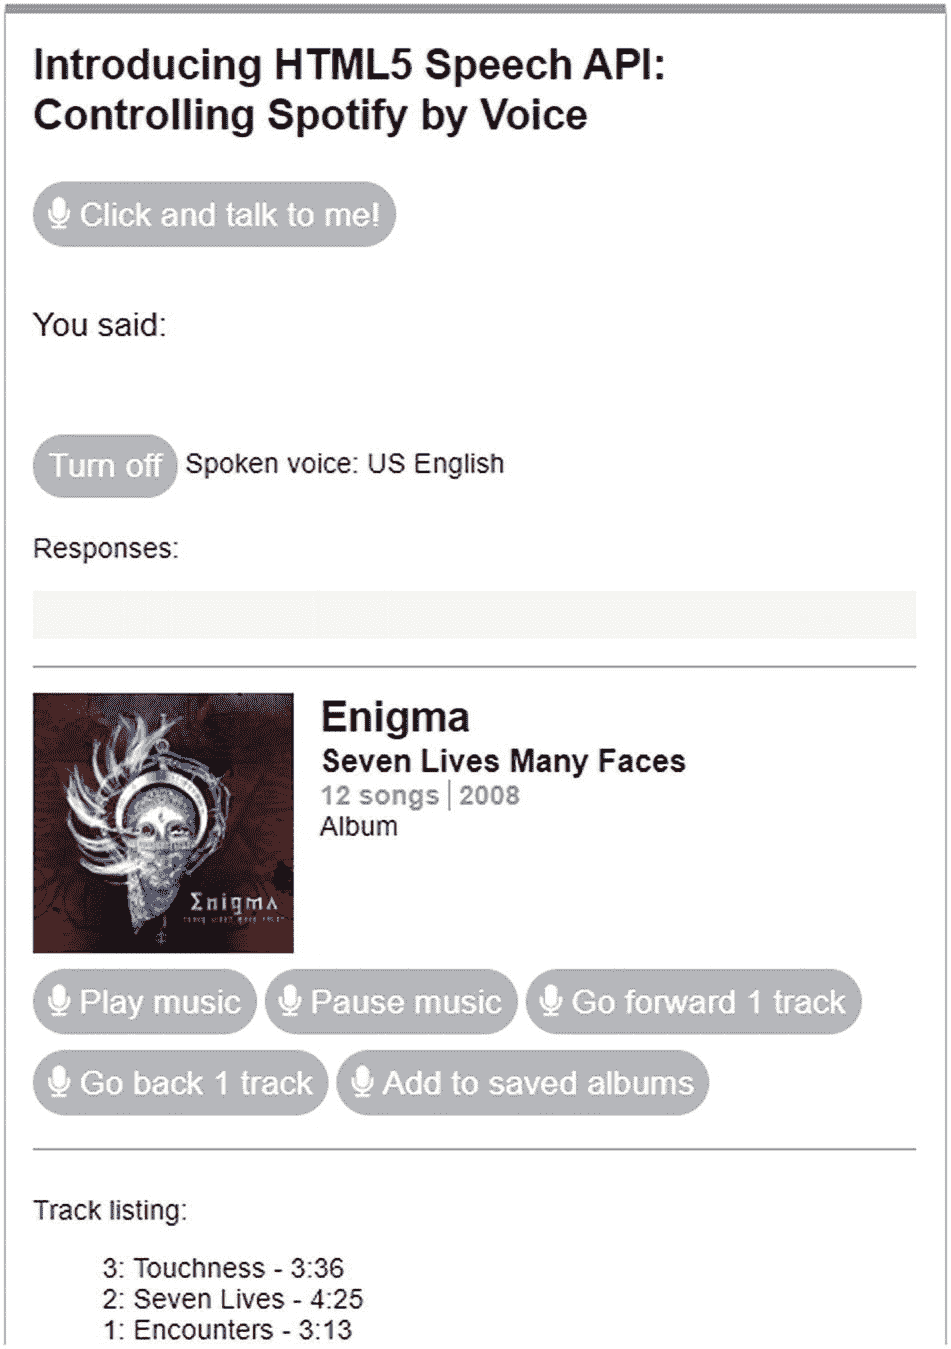 Introducing HTML5 Speech API:
Controlling Spotify by Voice
Click and talk to me!
You said:
Turn off Spoken voice: US English
Responses:
Enigma
Seven Lives Many Faces
12 songs | 2008
Album
Σnigmʌ
Play music Pause music Go forward 1 track
Go back 1 track Add to saved albums
Track listing:
3: Touchness - 3:36
2: Seven Lives - 4:25
1: Encounters - 3:13